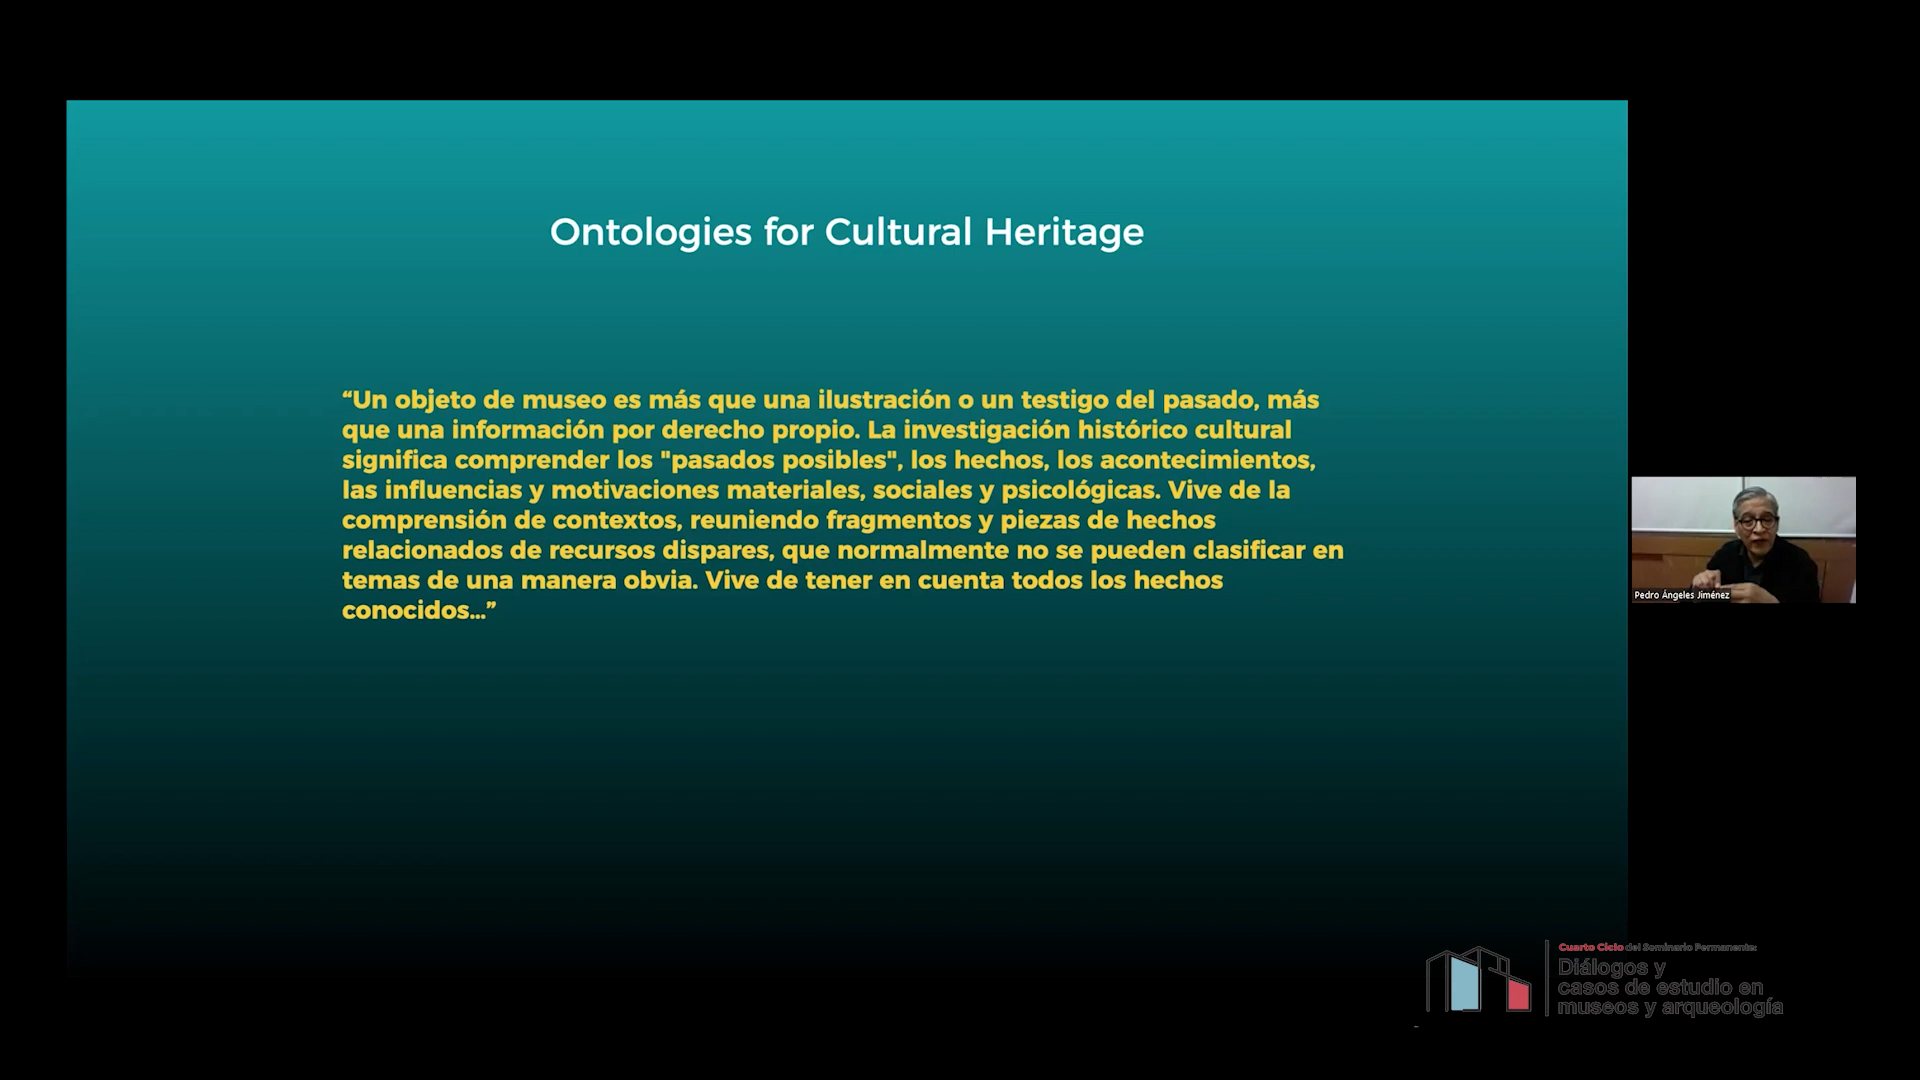 Ontologies for Cultural Heritage
“Un objeto de museo es más que una ilustración o un testigo del pasado, más
que una información por derecho propio. La investigación histórico cultural
significa comprender los "pasados posibles", los hechos, los acontecimientos,
las influencias y motivaciones materiales, sociales y psicológicas. Vive de la
comprensión de contextos, reuniendo fragmentos y piezas de hechos
relacionados de recursos dispares, que normalmente no se pueden clasificar en
temas de una manera obvia. Vive de tener en cuenta todos los hechos
conocidos...”
Pedro Ángeles Jiménez
Cuarto Ciclo del Seminario Permanente:
Diálogos y
casos de estudio en
museos y arqueología